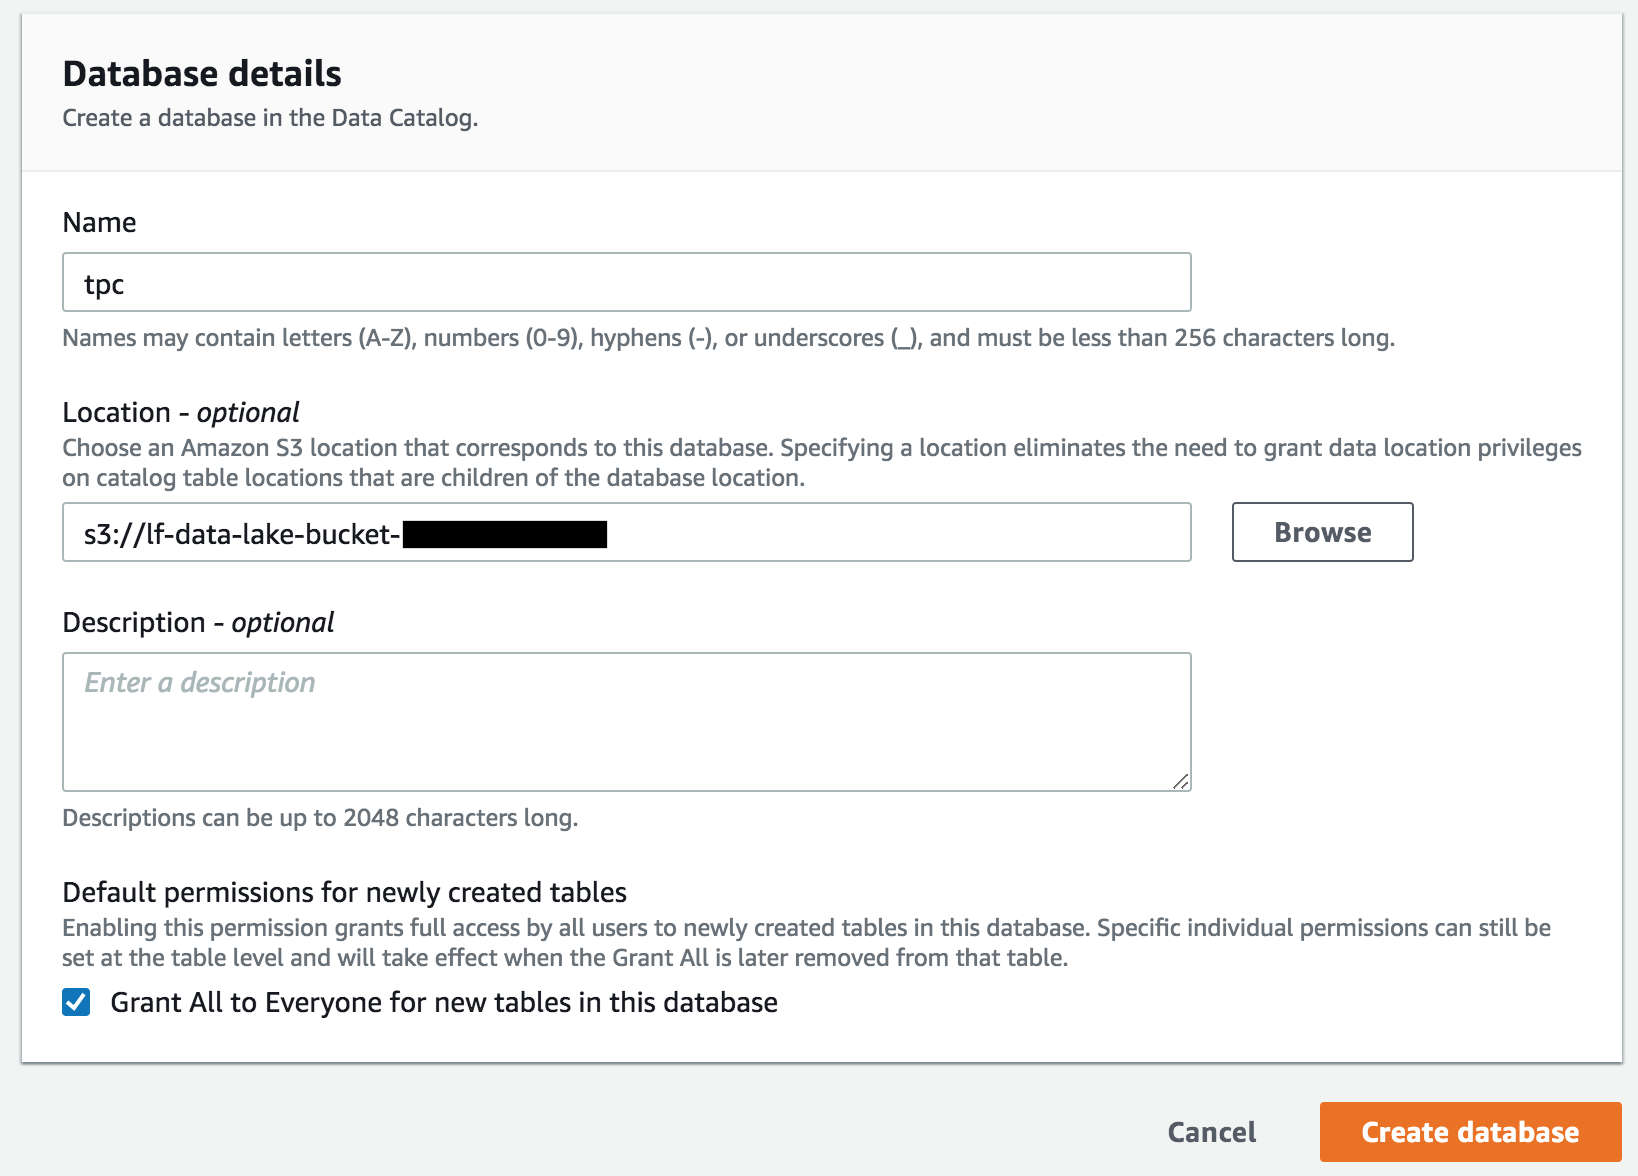 Database details
Create a database in the Data Catalog.
Name
tpc
Names may contain letters (A-Z), numbers (0-9), hyphens (-), or underscores (_), and must be less than 256 characters long.
Location - optional
Choose an Amazon S3 location that corresponds to this database. Specifying a location eliminates the need to grant data location privileges
on catalog table locations that are children of the database location.
s3://lf-data-lake-bucket-
Browse
Description - optional
Enter a description
Descriptions can be up to 2048 characters long.
Default permissions for newly created tables
Enabling this permission grants full access by all users to newly created tables in this database. Specific individual permissions can still be
set at the table level and will take effect when the Grant All is later removed from that table.
Grant All to Everyone for new tables in this database
Cancel
Create database